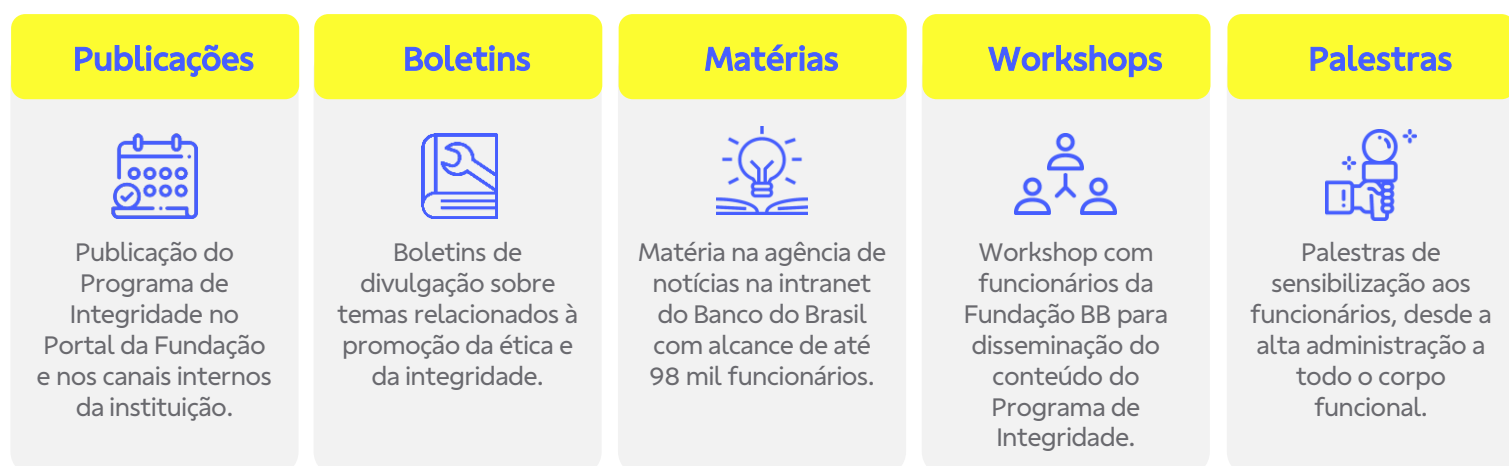 Publicações
Publicação do
Programa de
Integridade no
Portal da Fundação
e nos canais internos
da instituição.
Boletins
Boletins de
divulgação sobre
temas relacionados à
promoção da ética e
da integridade.
Matérias
Matéria na agência de
notícias na intranet
do Banco do Brasil
com alcance de até
98 mil funcionários.
Workshops
Workshop com
funcionários da
Fundação BB para
disseminação do
conteúdo do
Programa de
Integridade.
Palestras
Palestras de
sensibilização aos
funcionários, desde a
alta administração a
todo o corpo
funcional.